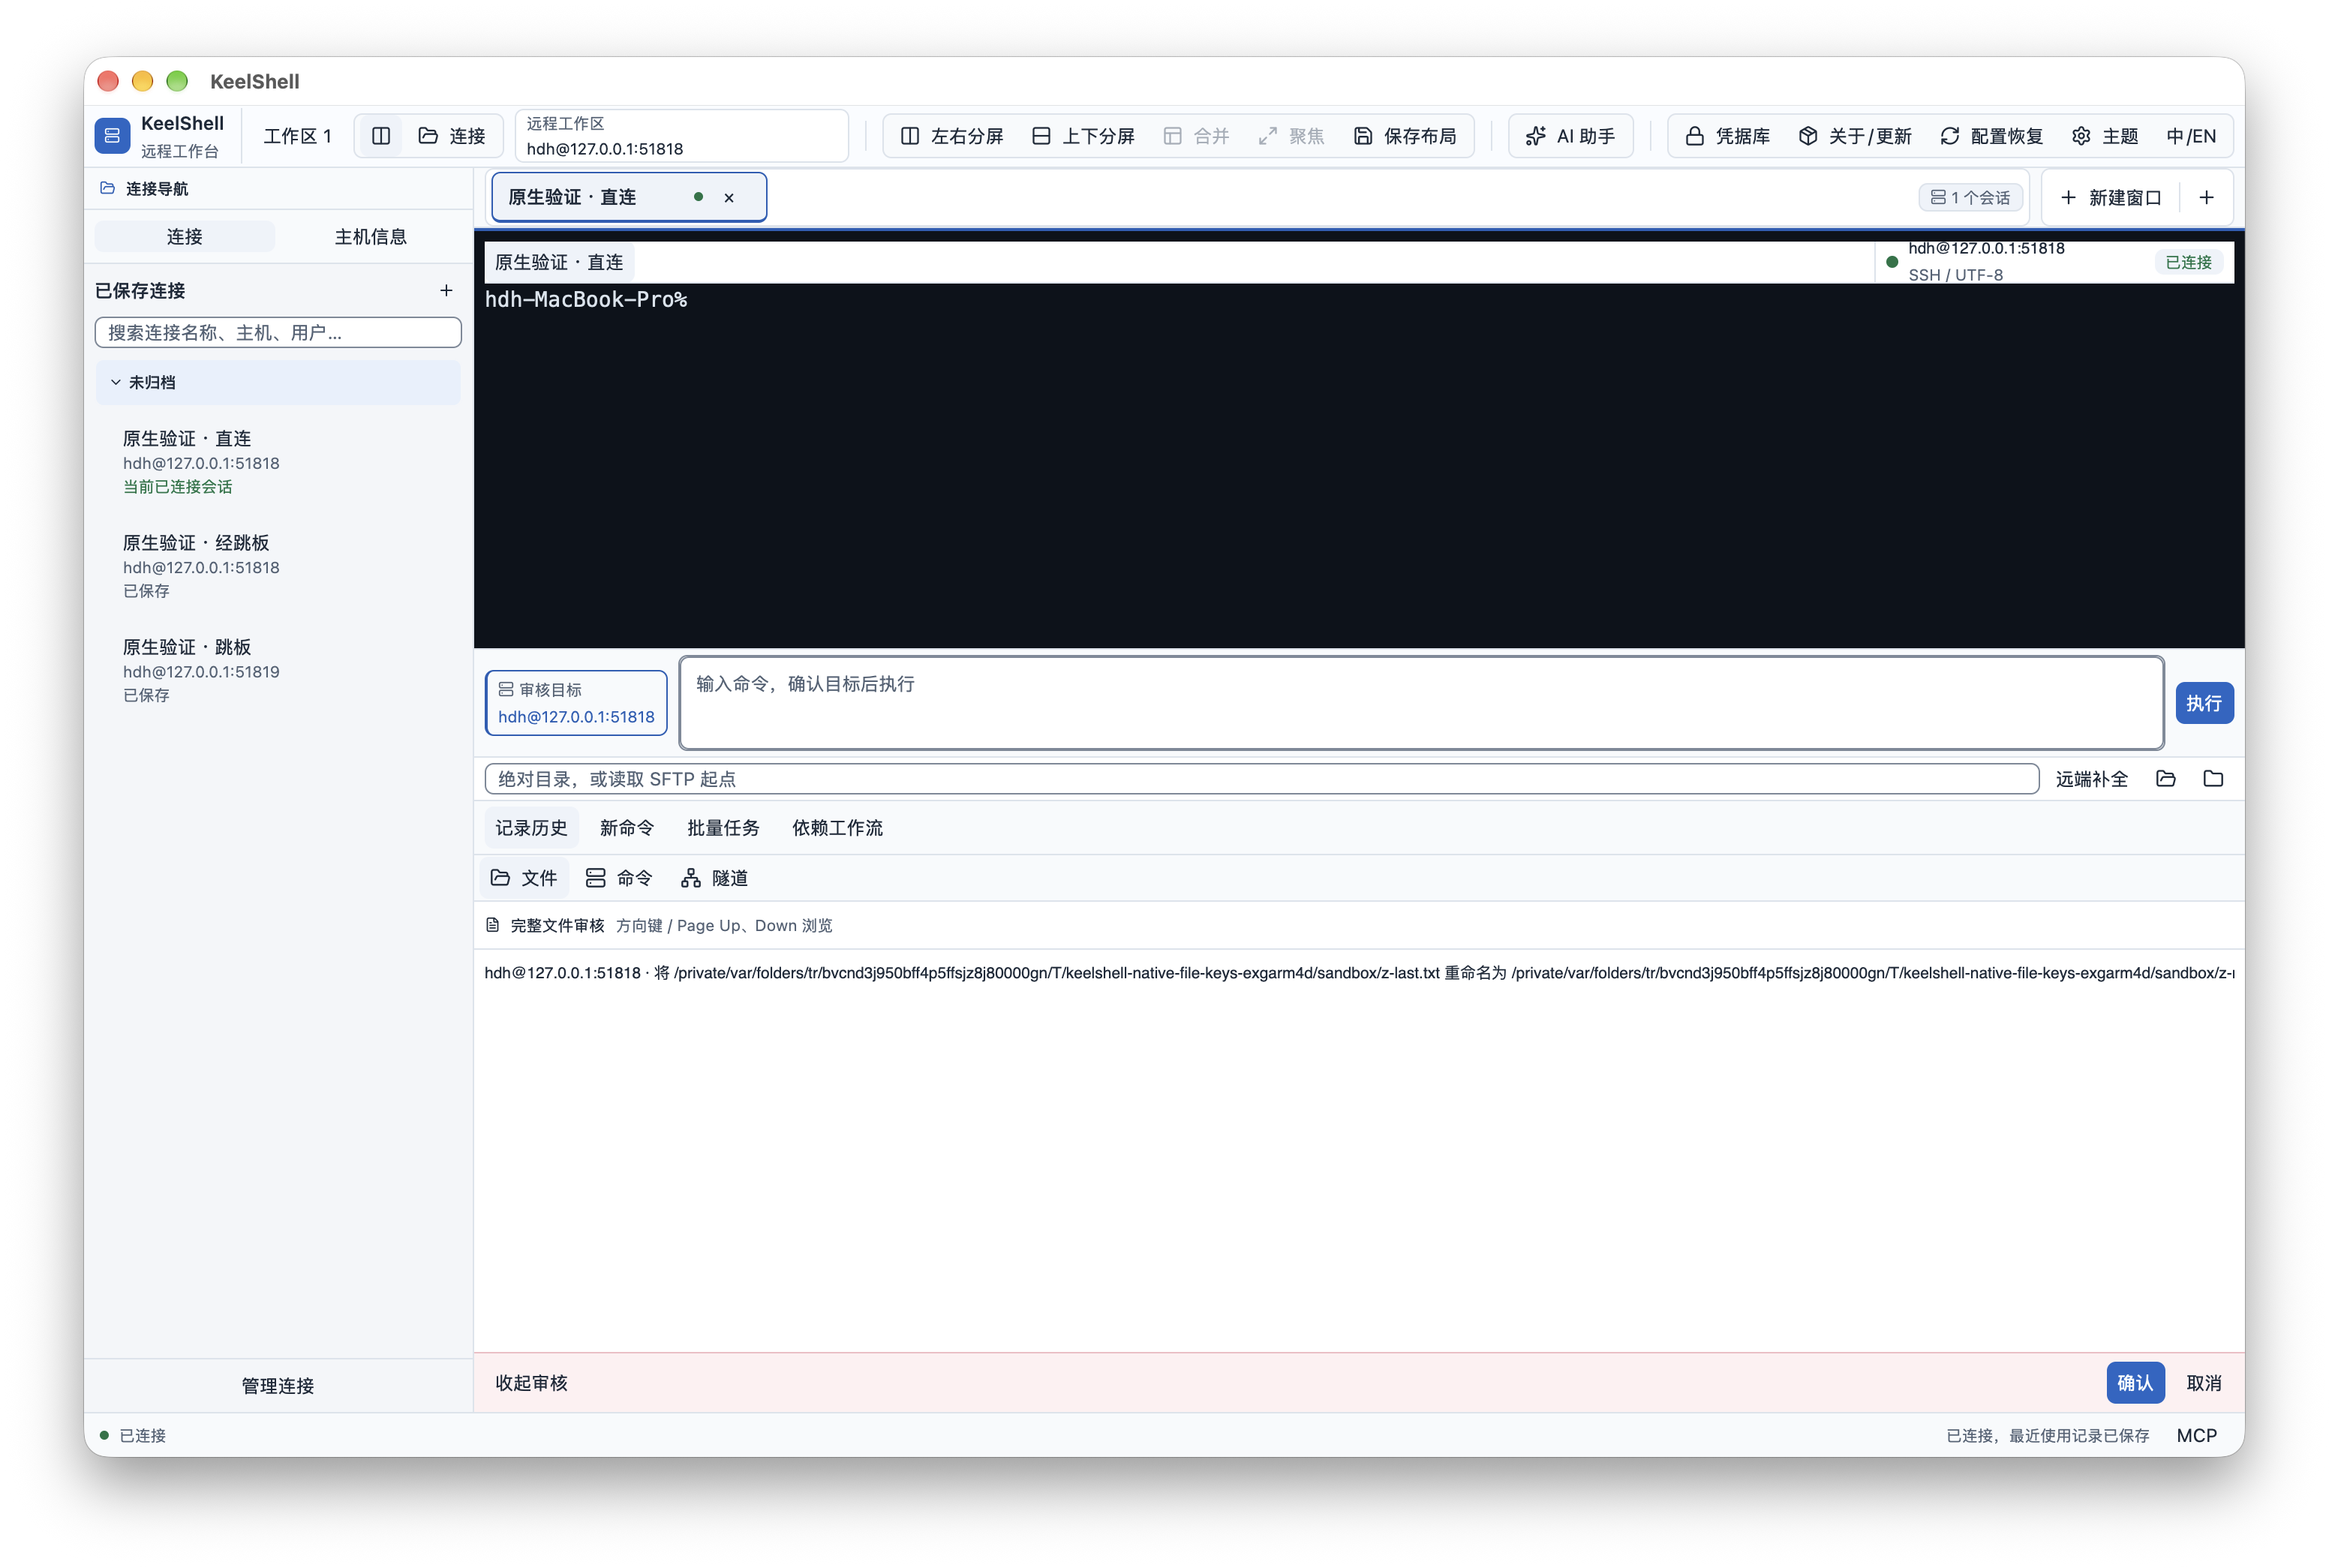 KeelShell
KeelShell
远程工作台
工作区 1
连接
远程工作区
hdh@127.0.0.1:51818
左右分屏
上下分屏
合并
聚焦
保存布局
AI 助手
凭据库
关于/更新
配置恢复
主题
中/EN
连接导航
连接
主机信息
已保存连接
搜索连接名称、主机、用户...
未归档
原生验证 · 直连
hdh@127.0.0.1:51818
当前已连接会话
原生验证 · 经跳板
hdh@127.0.0.1:51818
已保存
原生验证 · 跳板
hdh@127.0.0.1:51819
已保存
管理连接
原生验证 · 直连
1 个会话
新建窗口
原生验证 · 直连
hdh@127.0.0.1:51818
SSH / UTF-8
已连接
hdh-MacBook-Pro%
审核目标
hdh@127.0.0.1:51818
输入命令，确认目标后执行
执行
绝对目录，或读取 SFTP 起点
远端补全
记录历史
新命令
批量任务
依赖工作流
文件
命令
隧道
完整文件审核 方向键 / Page Up、Down 浏览
hdh@127.0.0.1:51818 · 将 /private/var/folders/tr/bvcnd3j950bff4p5ffsjz8j80000gn/T/keelshell-native-file-keys-exgarm4d/sandbox/z-last.txt 重命名为 /private/var/folders/tr/bvcnd3j950bff4p5ffsjz8j80000gn/T/keelshell-native-file-keys-exgarm4d/sandbox/z-
收起审核
确认
取消
已连接
已连接，最近使用记录已保存
MCP